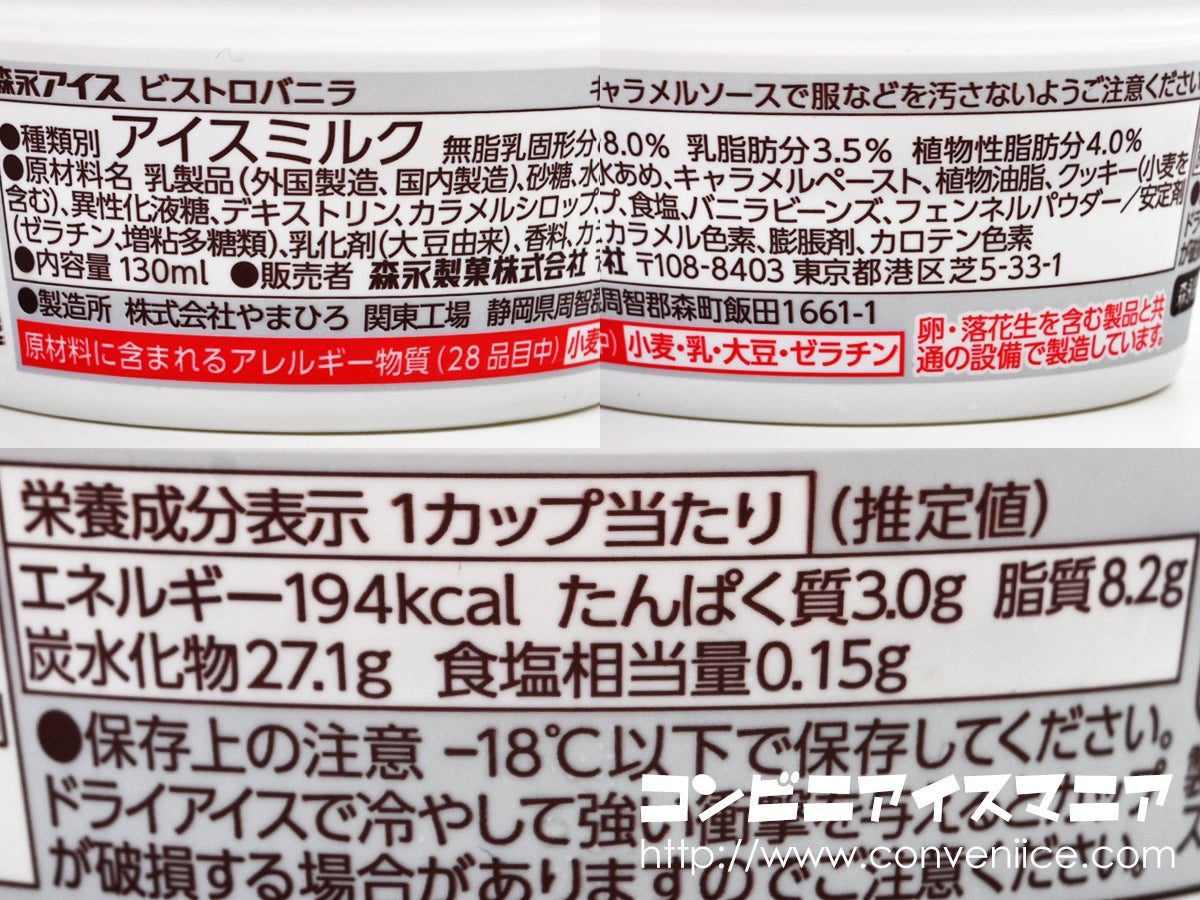 森永アイス ビストロバニラ
●種類別 アイスミルク 無脂乳固形分
●原材料名 乳製品(外国製造、国内製造)、砂糖、水
含む)、異性化液糖、デキストリン、カラメルシロップ
(ゼラチン、増粘多糖類)、乳化剤(大豆由来)、香料、カ
●内容量 130ml ●販売者 森永製菓株式会社
●製造所 株式会社やまひろ 関東工場 静岡県周智郡
原材料に含まれるアレルギー物質(28品目中) 小麦
キャラメルソースで服などを汚さないようご注意ください
8.0% 乳脂肪分3.5% 植物性脂肪分4.0%
水あめ、キャラメルペースト、植物油脂、クッキー(小麦を
プ、食塩、バニラビーンズ、フェンネルパウダー/安定剤
カラメル色素、膨脹剤、カロテン色素
社 〒108-8403 東京都港区芝5-33-1
周智郡森町飯田1661-1
中) 小麦・乳・大豆・ゼラチン
卵・落花生を含む製品と共
通の設備で製造しています。
栄養成分表示 1カップ当たり (推定値)
エネルギー194kcal たんぱく質3.0g 脂質8.2g
炭水化物27.1g 食塩相当量0.15g
●保存上の注意 -18℃以下で保存してください。
ドライアイスで冷やして強い衝撃を与えるとカップ
が破損する場合がありますのでご注意ください
コンビニアイスマニア
http://www.conveniice.com